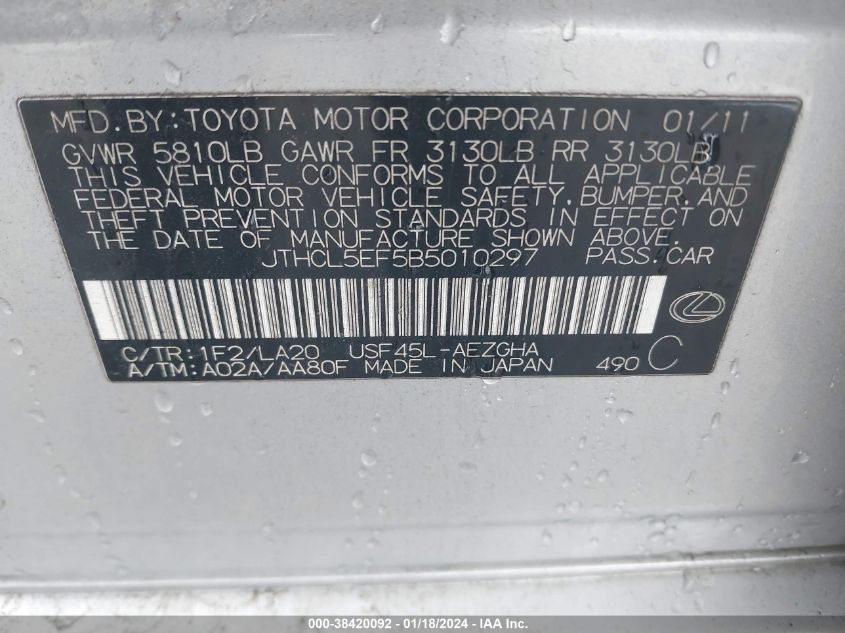 MFD.BY:TOYOTA MOTOR CORPORATION 01/11
GVWR 5810LB GAWR FR 3130LB RR 3130LB
THIS VEHICLE CONFORMS TO ALL APPLICABLE
FEDERAL MOTOR VEHICLE SAFETY,BUMPER,AND
THEFT PREVENTION STANDARDS IN EFFECT ON
THE DATE OF MANUFACTURE SHOWN ABOVE.
JTHCL5EF5B5010297 PASS.CAR
C/TR:1F2/LA20 USF45L-AEZGHA
A/TM:A02A/AA80F MADE IN JAPAN 490 C
000-38420092 - 01/18/2024 - IAA Inc.